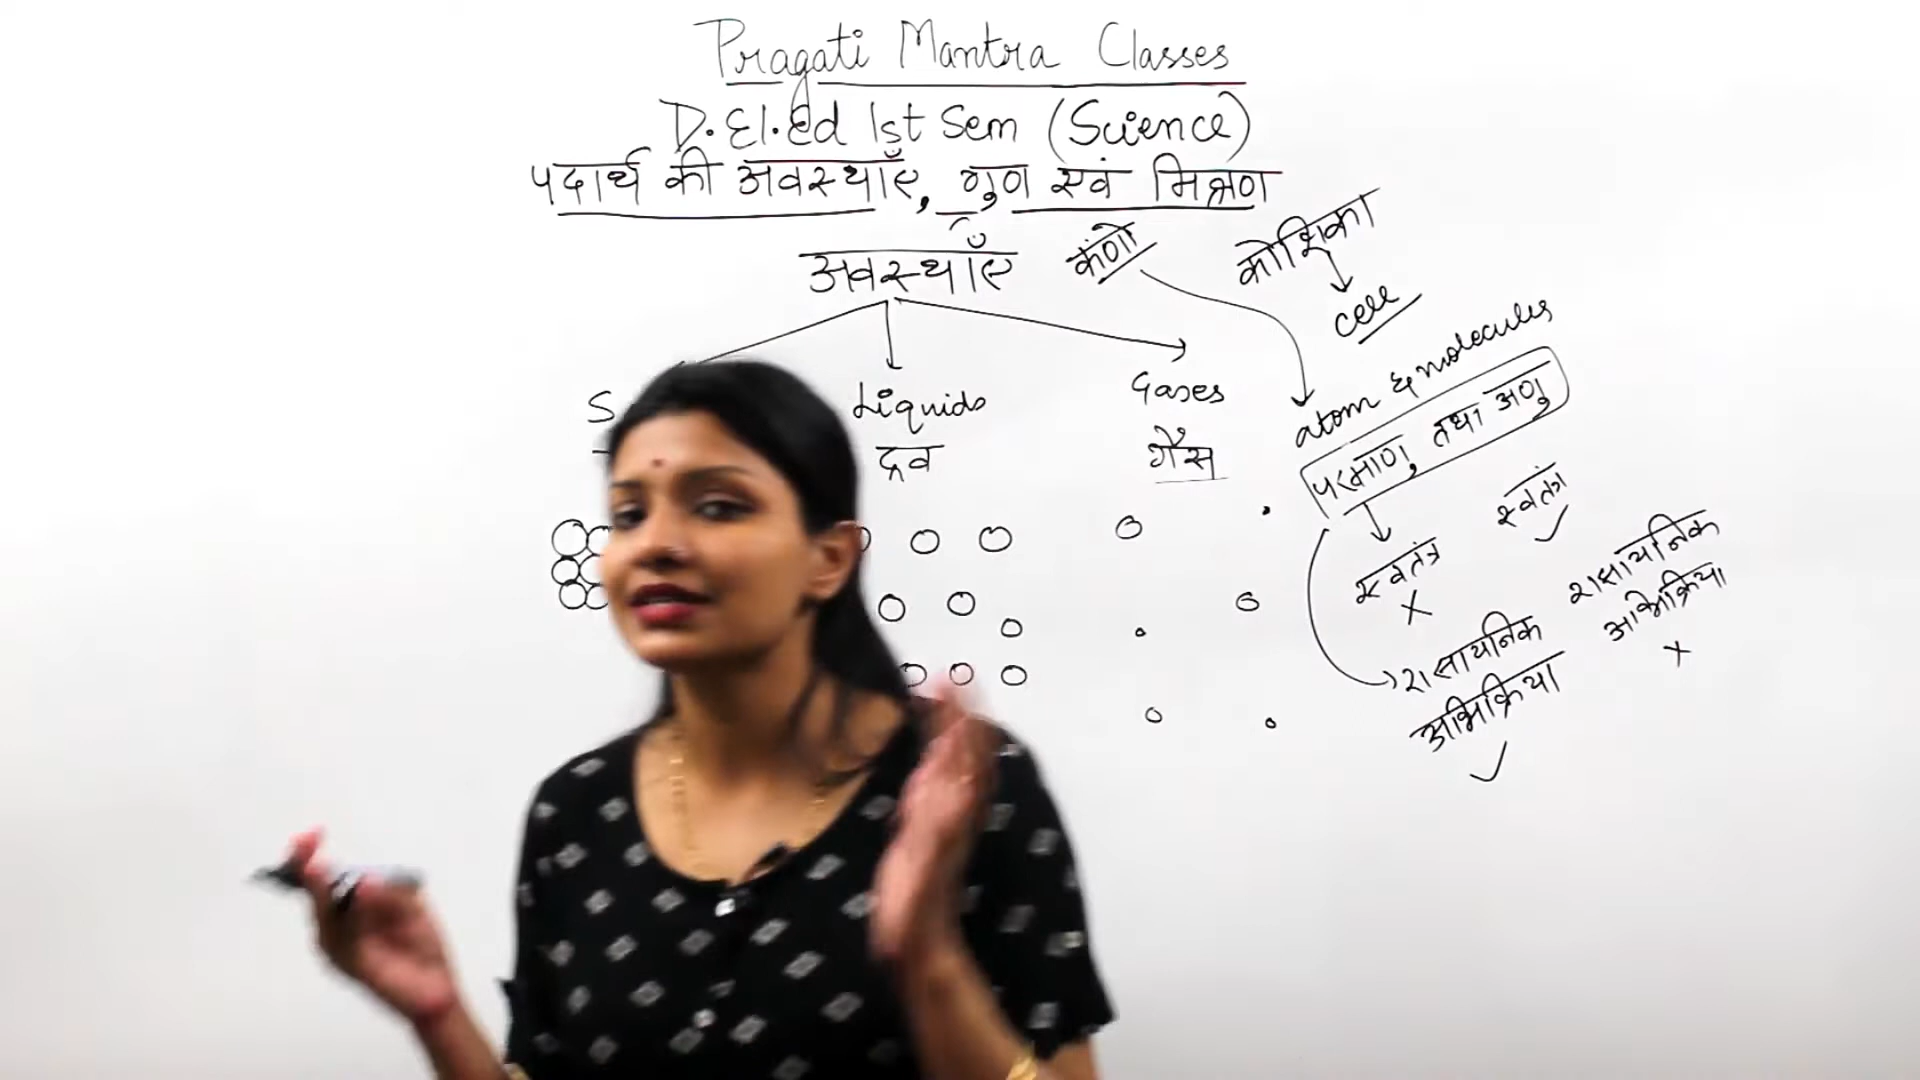 Pragati Mantra Classes
D.El.Ed 1st Sem (Science)
पदार्थ की अवस्थाएँ, गुण एवं मिश्रण
अवस्थाएँ
कणों
कोशिका
cell
Liquids
द्रव
Gases
गैस
atom & molecules
परमाणु तथा अणु
स्वतंत्र
x
स्वतंत्र
✓
रासायनिक
अभिक्रिया
✓
रासायनिक
अभिक्रिया
x